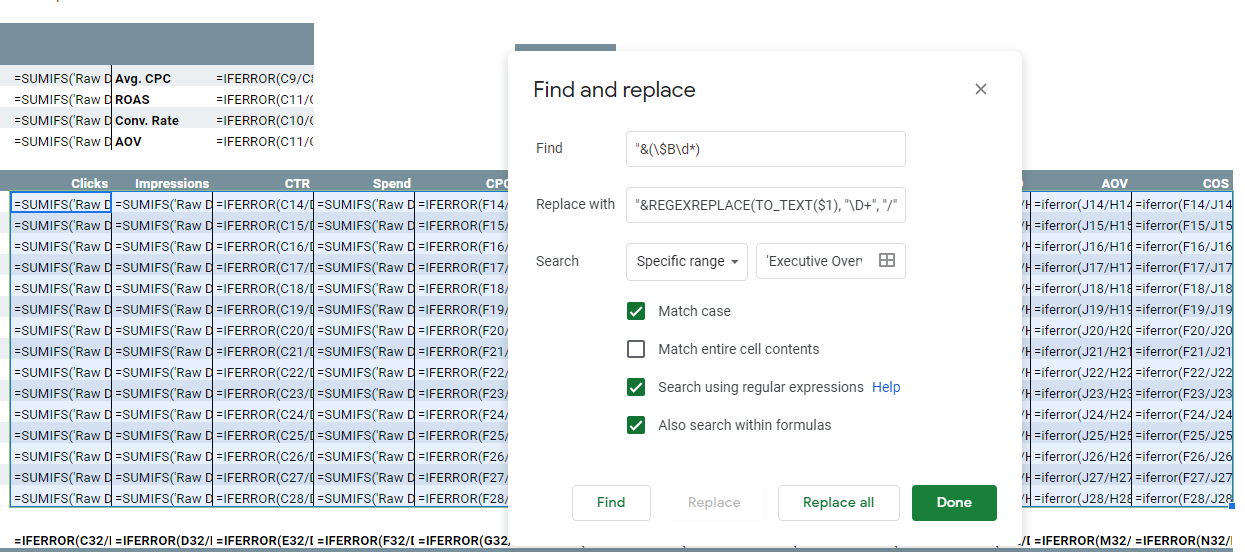 =SUMIFS('Raw D Avg. CPC =IFERROR(C9/C8
=SUMIFS('Raw D ROAS =IFERROR(C11/C
=SUMIFS('Raw D Conv. Rate =IFERROR(C10/C
=SUMIFS('Raw D AOV =IFERROR(C11/C
Clicks Impressions CTR Spend CPC AOV COS
=SUMIFS('Raw D =SUMIFS('Raw D =IFERROR(C14/D =SUMIFS('Raw D =IFERROR(F14/ =iferror(J14/H14 =iferror(F14/J14
=SUMIFS('Raw D =SUMIFS('Raw D =IFERROR(C15/D =SUMIFS('Raw D =IFERROR(F15/ =iferror(J15/H15 =iferror(F15/J15
=SUMIFS('Raw D =SUMIFS('Raw D =IFERROR(C16/D =SUMIFS('Raw D =IFERROR(F16/ =iferror(J16/H16 =iferror(F16/J16
=SUMIFS('Raw D =SUMIFS('Raw D =IFERROR(C17/D =SUMIFS('Raw D =IFERROR(F17/ =iferror(J17/H17 =iferror(F17/J17
=SUMIFS('Raw D =SUMIFS('Raw D =IFERROR(C18/D =SUMIFS('Raw D =IFERROR(F18/ =iferror(J18/H18 =iferror(F18/J18
=SUMIFS('Raw D =SUMIFS('Raw D =IFERROR(C19/D =SUMIFS('Raw D =IFERROR(F19/ =iferror(J19/H19 =iferror(F19/J19
=SUMIFS('Raw D =SUMIFS('Raw D =IFERROR(C20/D =SUMIFS('Raw D =IFERROR(F20/ =iferror(J20/H20 =iferror(F20/J20
=SUMIFS('Raw D =SUMIFS('Raw D =IFERROR(C21/D =SUMIFS('Raw D =IFERROR(F21/ =iferror(J21/H21 =iferror(F21/J21
=SUMIFS('Raw D =SUMIFS('Raw D =IFERROR(C22/D =SUMIFS('Raw D =IFERROR(F22/ =iferror(J22/H22 =iferror(F22/J22
=SUMIFS('Raw D =SUMIFS('Raw D =IFERROR(C23/D =SUMIFS('Raw D =IFERROR(F23/ =iferror(J23/H23 =iferror(F23/J23
=SUMIFS('Raw D =SUMIFS('Raw D =IFERROR(C24/D =SUMIFS('Raw D =IFERROR(F24/ =iferror(J24/H24 =iferror(F24/J24
=SUMIFS('Raw D =SUMIFS('Raw D =IFERROR(C25/D =SUMIFS('Raw D =IFERROR(F25/ =iferror(J25/H25 =iferror(F25/J25
=SUMIFS('Raw D =SUMIFS('Raw D =IFERROR(C26/D =SUMIFS('Raw D =IFERROR(F26/ =iferror(J26/H26 =iferror(F26/J26
=SUMIFS('Raw D =SUMIFS('Raw D =IFERROR(C27/D =SUMIFS('Raw D =IFERROR(F27/ =iferror(J27/H27 =iferror(F27/J27
=SUMIFS('Raw D =SUMIFS('Raw D =IFERROR(C28/D =SUMIFS('Raw D =IFERROR(F28/ =iferror(J28/H28 =iferror(F28/J28
=IFERROR(C32/I =IFERROR(D32/I =IFERROR(E32/I =IFERROR(F32/I =IFERROR(G32/ =IFERROR(M32/ =IFERROR(N32/
Find and replace
Find "&(\$B\d*)
Replace with "&REGEXREPLACE(TO_TEXT($1), "\D+", "/"
Search Specific range 'Executive Over
Match case
Match entire cell contents
Search using regular expressions Help
Also search within formulas
Find Replace Replace all Done